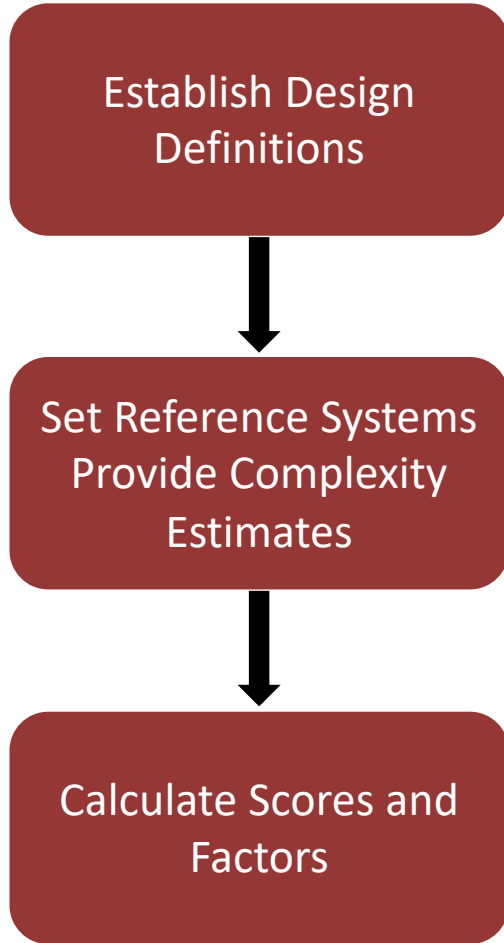 Establish Design
Definitions
Set Reference Systems
Provide Complexity
Estimates
Calculate Scores and
Factors